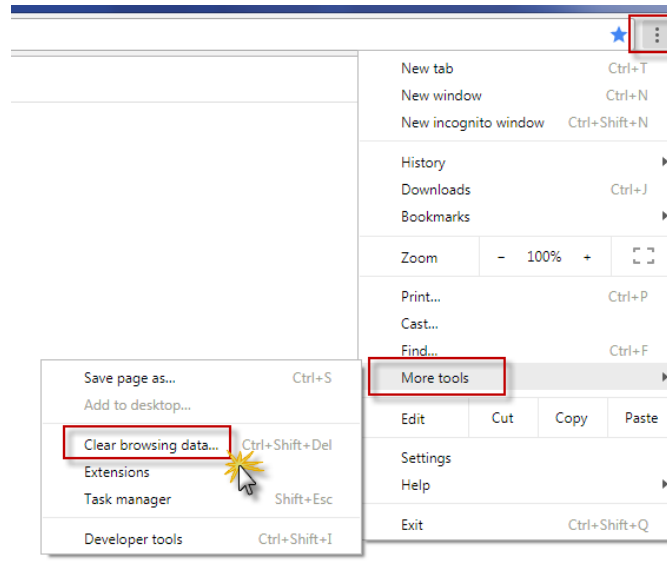 New tab Ctrl+T
New window Ctrl+N
New incognito window Ctrl+Shift+N
History
Downloads Ctrl+J
Bookmarks
Zoom - 100% +
Print... Ctrl+P
Cast...
Find... Ctrl+F
More tools
Edit Cut Copy Paste
Settings
Help
Exit Ctrl+Shift+Q
Save page as... Ctrl+S
Add to desktop...
Clear browsing data... Ctrl+Shift+Del
Extensions
Task manager Shift+Esc
Developer tools Ctrl+Shift+I